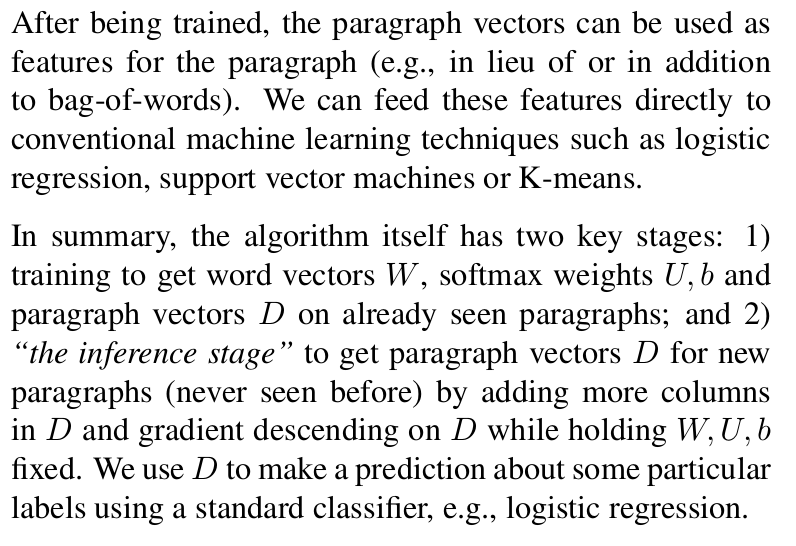 After being trained, the paragraph vectors can be used as
features for the paragraph (e.g., in lieu of or in addition
to bag-of-words). We can feed these features directly to
conventional machine learning techniques such as logistic
regression, support vector machines or K-means.
In summary, the algorithm itself has two key stages: 1)
training to get word vectors W, softmax weights U, b and
paragraph vectors D on already seen paragraphs; and 2)
“the inference stage” to get paragraph vectors D for new
paragraphs (never seen before) by adding more columns
in D and gradient descending on D while holding W, U, b
fixed. We use D to make a prediction about some particular
labels using a standard classifier, e.g., logistic regression.